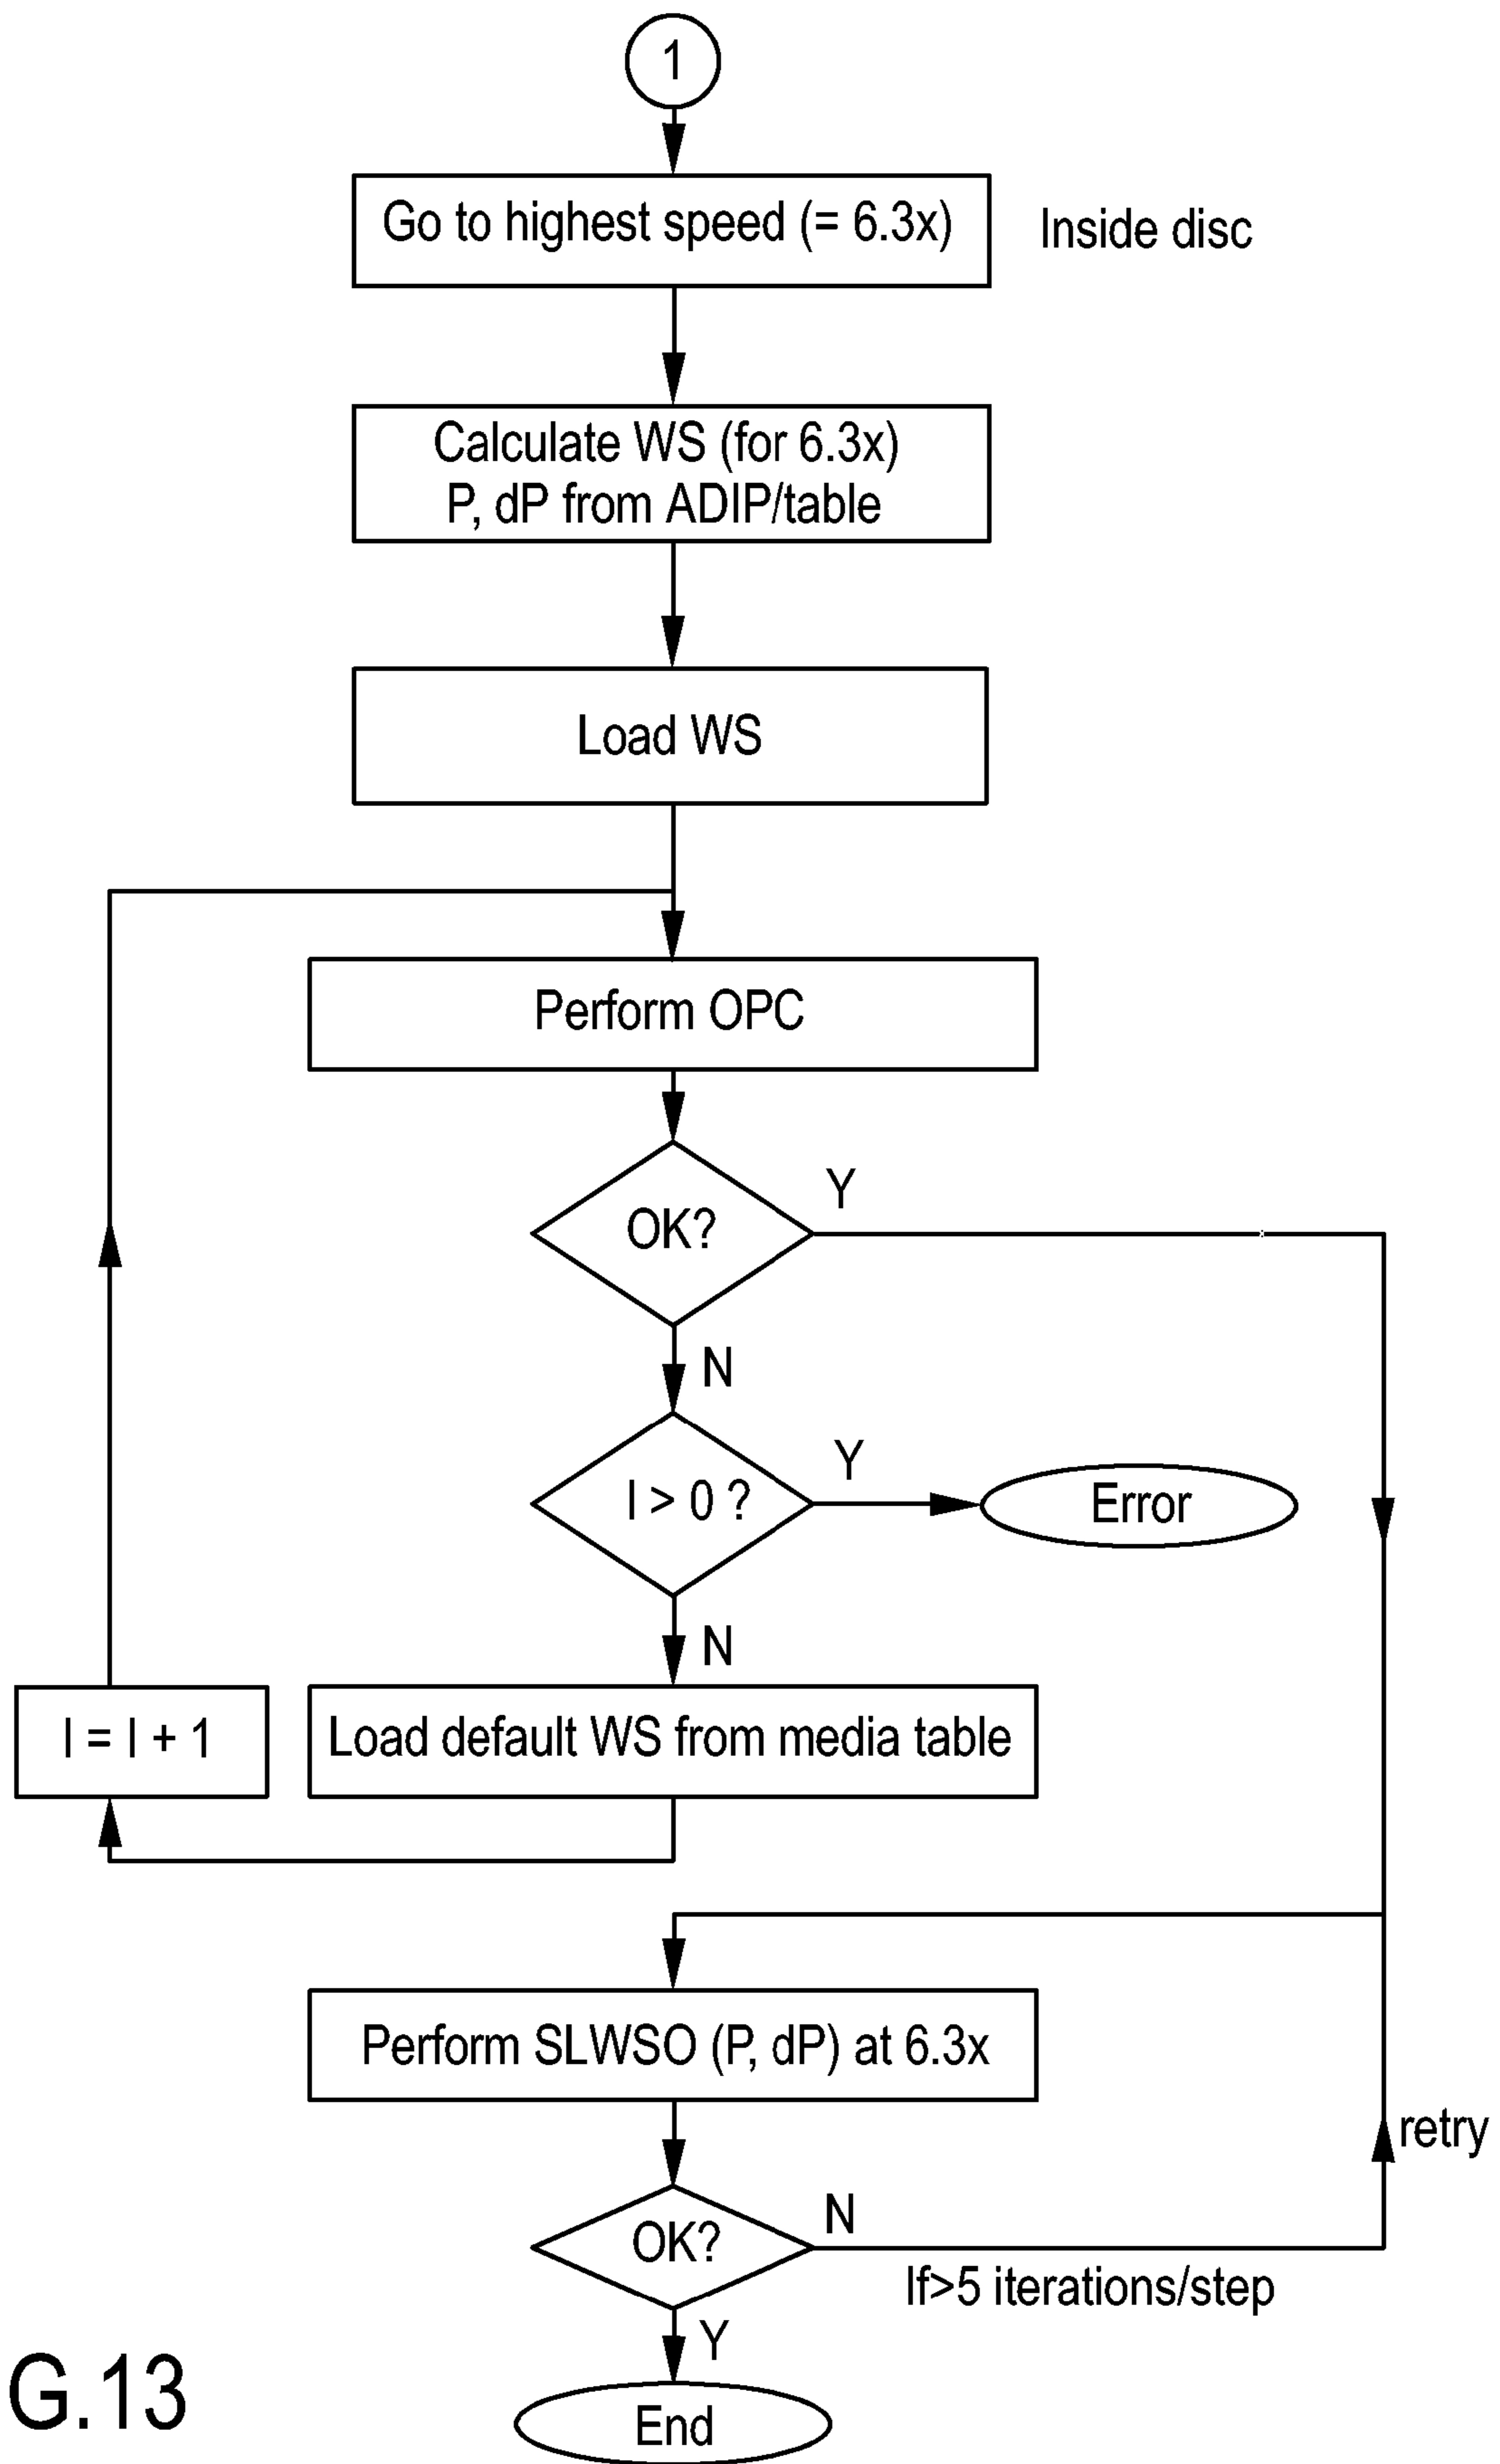 1
Go to highest speed (= 6.3x)
Inside disc
Calculate WS (for 6.3x)
P, dP from ADIP/table
Load WS
Perform OPC
OK?
Y
N
I > 0 ?
Y
Error
N
I = I + 1
Load default WS from media table
Perform SLWSO (P, dP) at 6.3x
retry
OK?
N
If>5 iterations/step
Y
End
G.13